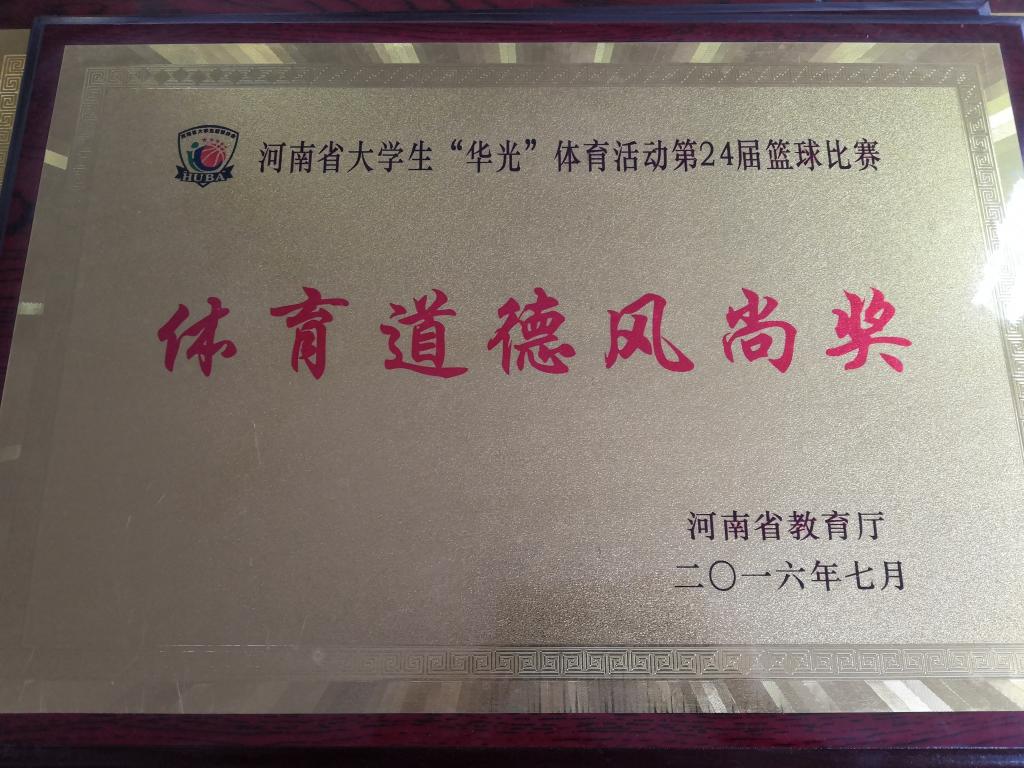 河南省大学生“华光”体育活动第24届篮球比赛
HUBA
体育道德风尚奖
河南省教育厅
二〇一六年七月